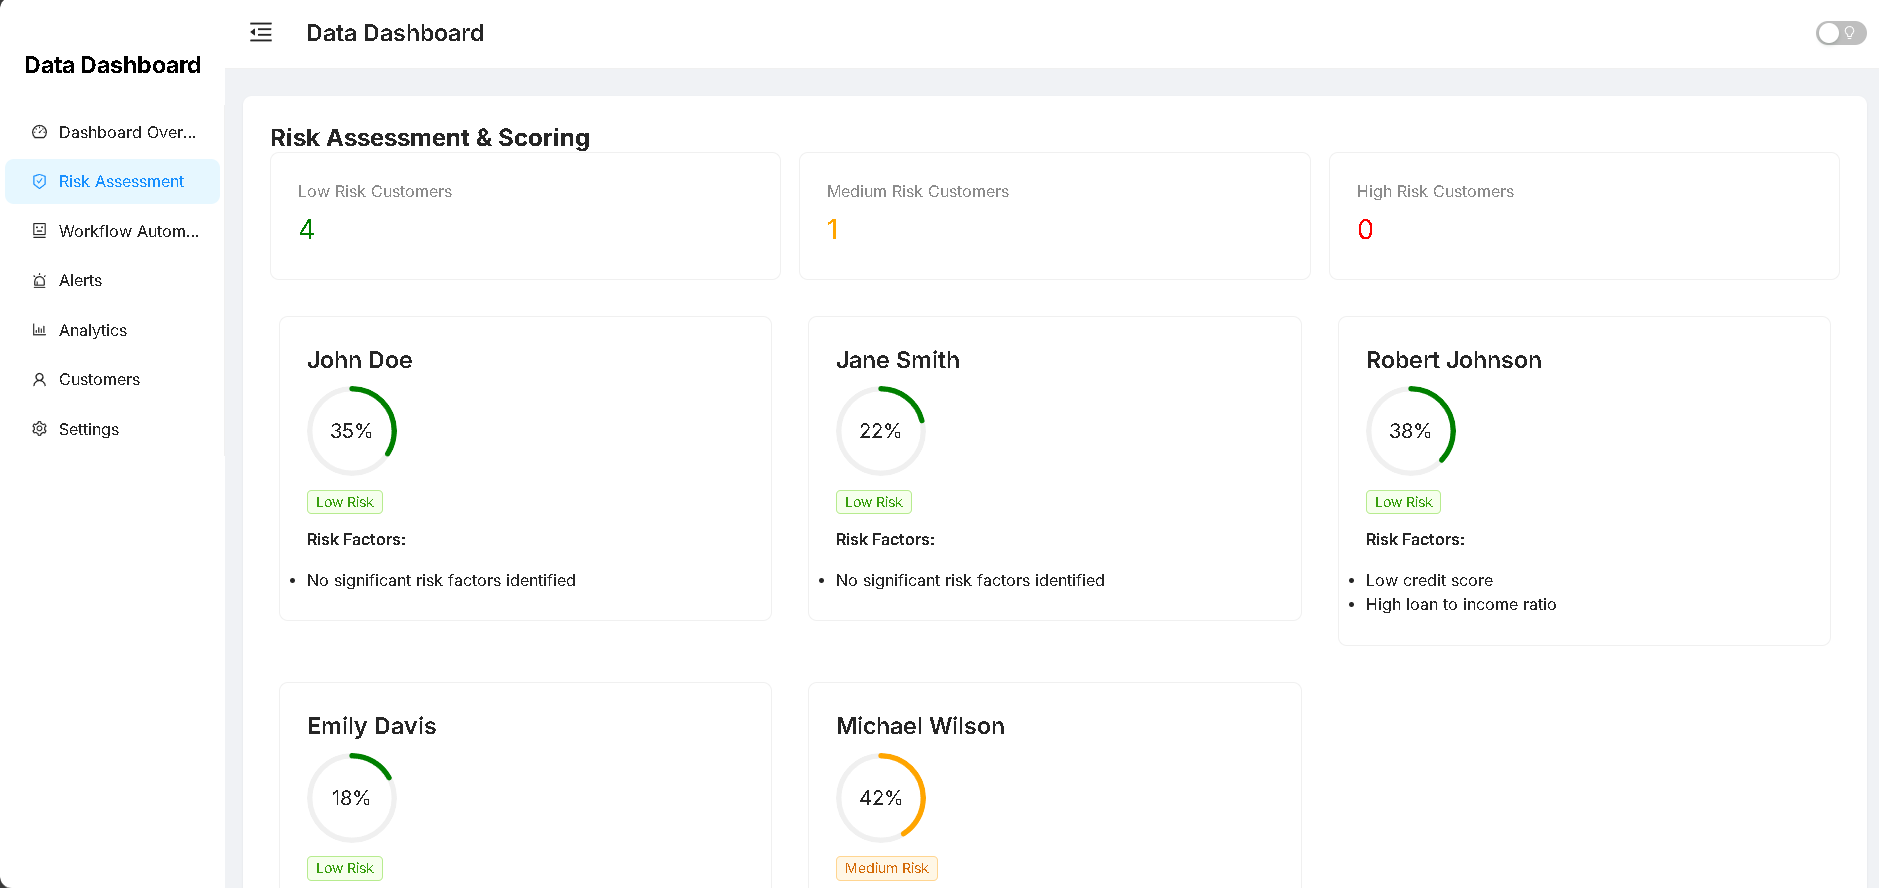 Data Dashboard
Dashboard Over...
Risk Assessment
Workflow Autom...
Alerts
Analytics
Customers
Settings
Data Dashboard
Risk Assessment & Scoring
Low Risk Customers
4
Medium Risk Customers
1
High Risk Customers
0
John Doe
35%
Low Risk
Risk Factors:
• No significant risk factors identified
Jane Smith
22%
Low Risk
Risk Factors:
• No significant risk factors identified
Robert Johnson
38%
Low Risk
Risk Factors:
• Low credit score
• High loan to income ratio
Emily Davis
18%
Low Risk
Michael Wilson
42%
Medium Risk